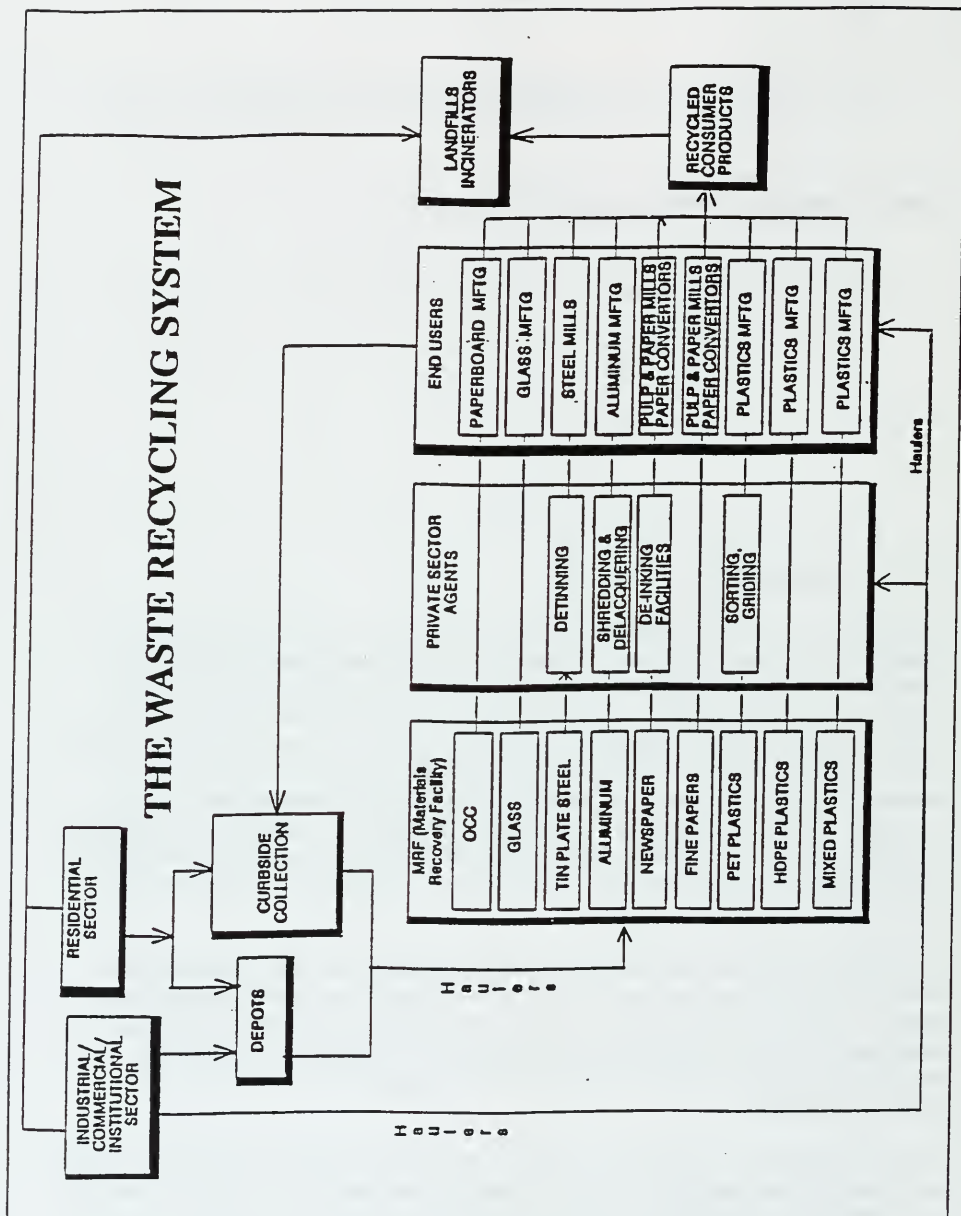 THE WASTE RECYCLING SYSTEM
INDUSTRIAL/
COMMERCIAL/
INSTITUTIONAL
SECTOR
RESIDENTIAL
SECTOR
DEPOTS
CURBSIDE
COLLECTION
Haulers
Haulers
MRF (Materials
Recovery Facility)
OCC
GLASS
TIN PLATE STEEL
ALUMINUM
NEWSPAPER
FINE PAPERS
PET PLASTICS
HDPE PLASTICS
MIXED PLASTICS
PRIVATE SECTOR
AGENTS
DETINNING
SHREDDING &
DELACQUERING
DE-INKING
FACILITIES
SORTING,
GRIDING
END USERS
PAPERBOARD MFTG
GLASS MFTG
STEEL MILLS
ALUMINUM MFTG
PULP & PAPER MILLS
PAPER CONVERTORS
PULP & PAPER MILLS
PAPER CONVERTORS
PLASTICS MFTG
PLASTICS MFTG
PLASTICS MFTG
Haulers
LANDFILLS
INCINERATORS
RECYCLED
CONSUMER
PRODUCTS